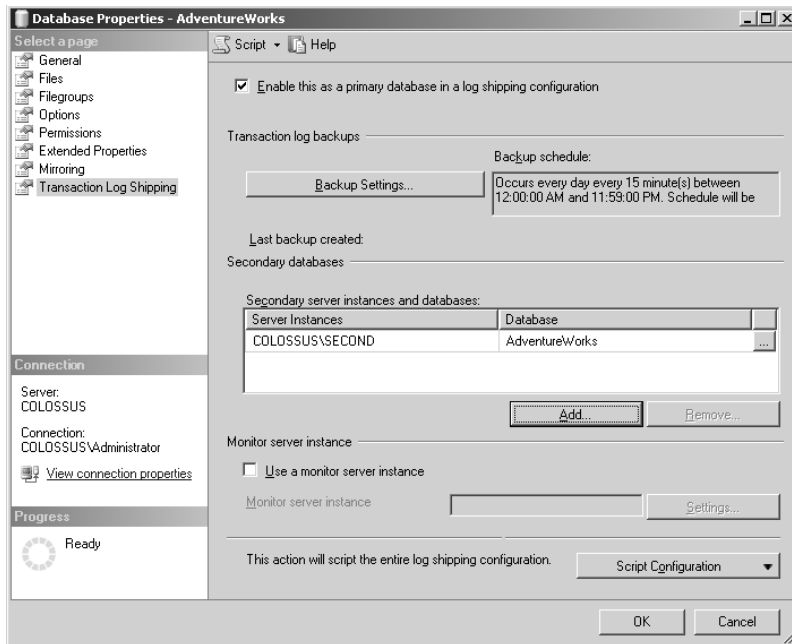 Database Properties - AdventureWorks
Select a page
General
Files
Filegroups
Options
Permissions
Extended Properties
Mirroring
Transaction Log Shipping
Connection
Server:
COLOSSUS
Connection:
COLOSSUS\Administrator
View connection properties
Progress
Ready
Script
Help
Enable this as a primary database in a log shipping configuration
Transaction log backups
Backup schedule:
Backup Settings...
Occurs every day every 15 minute(s) between
12:00:00 AM and 11:59:00 PM. Schedule will be
Last backup created:
Secondary databases
Secondary server instances and databases:
Server Instances Database
COLOSSUS\SECOND AdventureWorks ...
Add... Remove...
Monitor server instance
Use a monitor server instance
Monitor server instance Settings...
This action will script the entire log shipping configuration. Script Configuration
OK Cancel